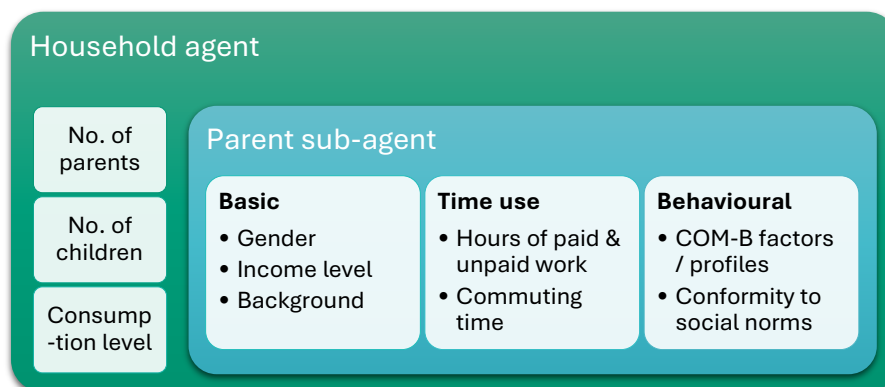 Household agent
No. of
parents
No. of
children
Consump
-tion level
Parent sub-agent
Basic
• Gender
• Income level
• Background
Time use
• Hours of paid &
unpaid work
• Commuting
time
Behavioural
• COM-B factors
/ profiles
• Conformity to
social norms